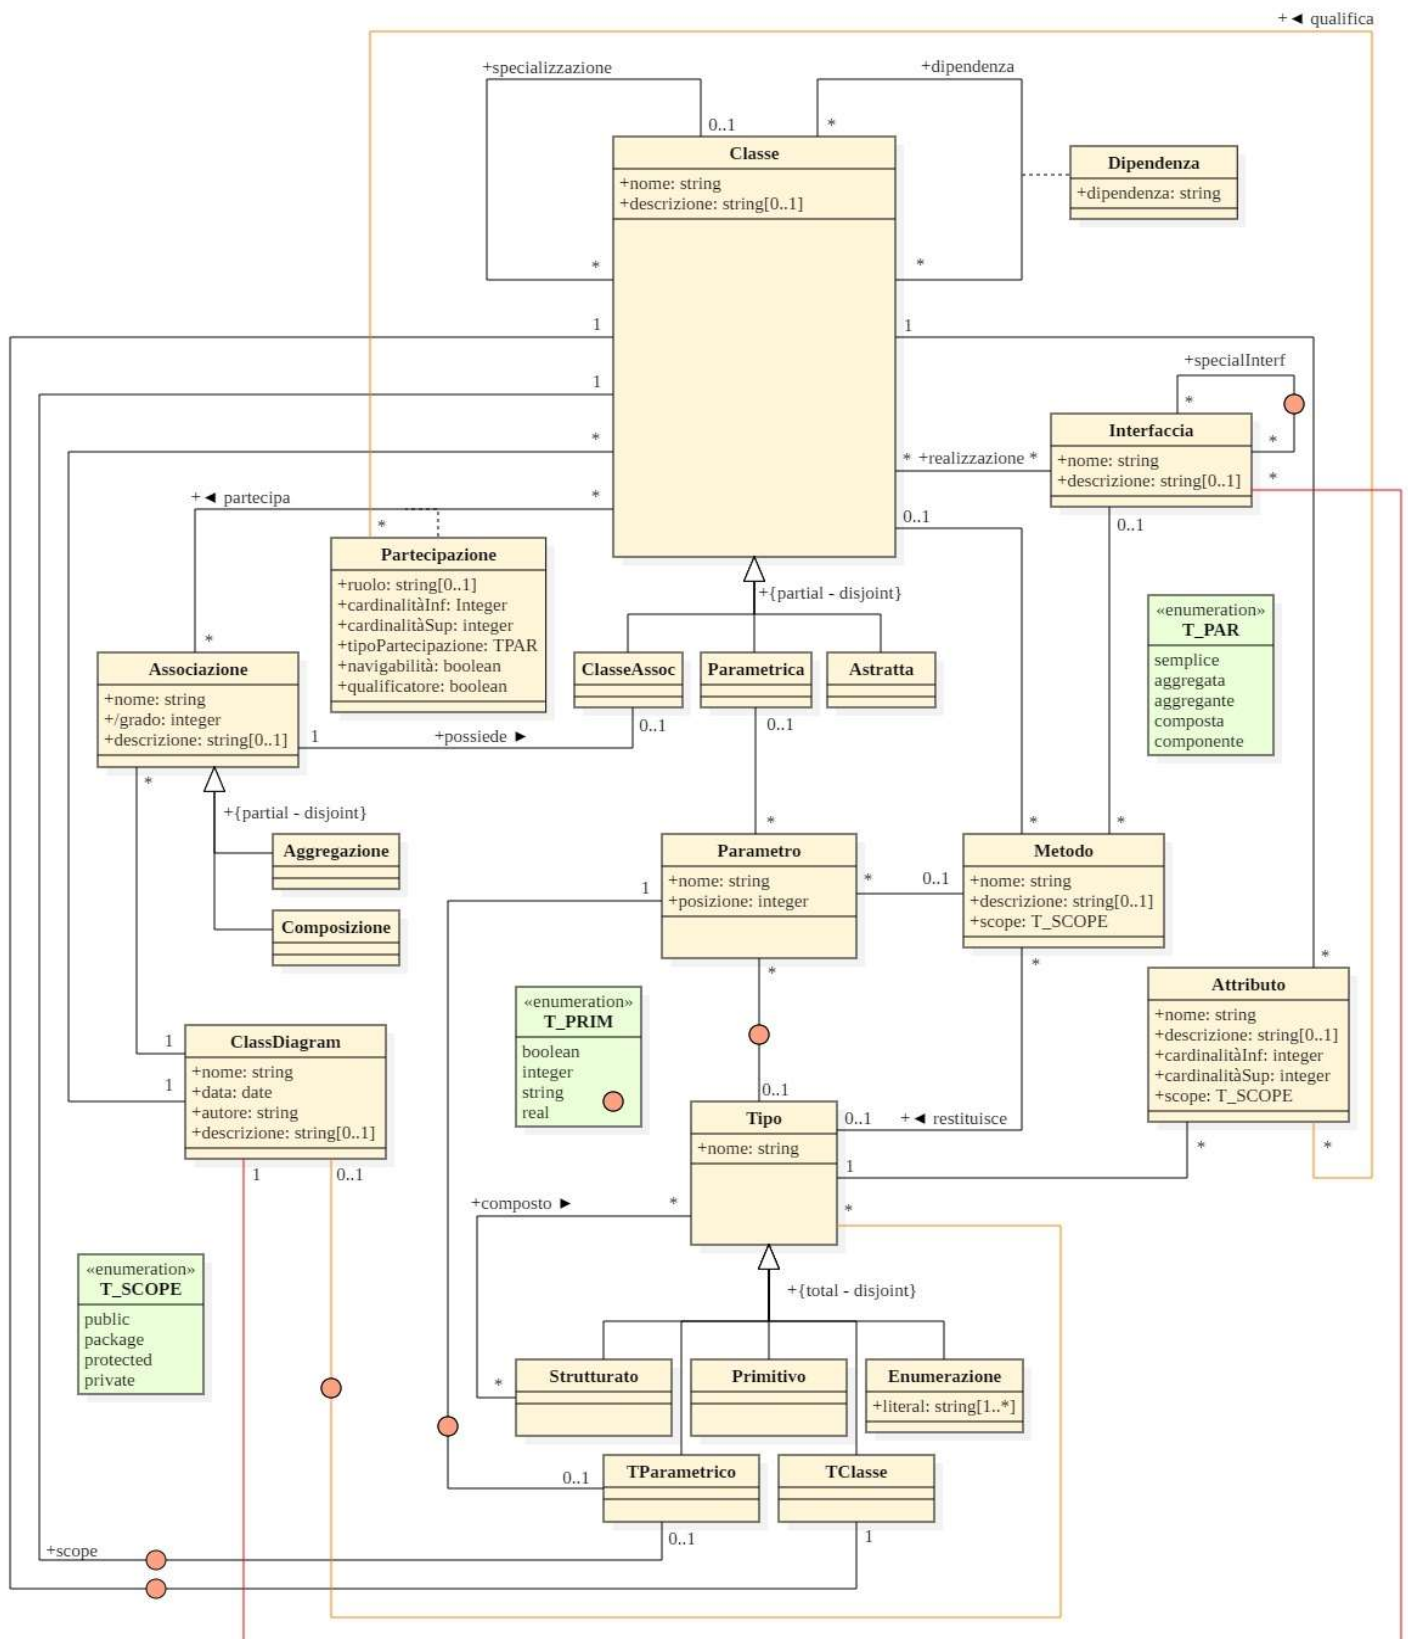 +◄ qualifica
+specializzazione
+dipendenza
0..1
*
Classe
+nome: string
+descrizione: string[0..1]
Dipendenza
+dipendenza: string
*
*
1
1
+specialInterf
*
1
*
Interfaccia
+nome: string
+descrizione: string[0..1]
*
*
* +realizzazione *
*
+◄ partecipa
*
0..1
0..1
*
Partecipazione
+ruolo: string[0..1]
+cardinalitàInf: Integer
+cardinalitàSup: integer
+tipoPartecipazione: TPAR
+navigabilità: boolean
+qualificatore: boolean
+{partial - disjoint}
«enumeration»
T_PAR
semplice
aggregata
aggregante
composta
componente
*
Associazione
+nome: string
+/grado: integer
+descrizione: string[0..1]
ClasseAssoc
Parametrica
Astratta
1
+possiede ►
0..1
0..1
*
+{partial - disjoint}
Aggregazione
Composizione
*
*
*
Parametro
+nome: string
+posizione: integer
1
*
0..1
Metodo
+nome: string
+descrizione: string[0..1]
+scope: T_SCOPE
*
*
*
Attributo
+nome: string
+descrizione: string[0..1]
+cardinalitàInf: integer
+cardinalitàSup: integer
+scope: T_SCOPE
«enumeration»
T_PRIM
boolean
integer
string
real
1
1
ClassDiagram
+nome: string
+data: date
+autore: string
+descrizione: string[0..1]
0..1
Tipo
+nome: string
0..1
+◄ restituisce
1
*
*
1
0..1
+composto ►
*
*
«enumeration»
T_SCOPE
public
package
protected
private
+{total - disjoint}
*
Strutturato
Primitivo
Enumerazione
+literal: string[1..*]
0..1
TParametrico
TClasse
0..1
1
+scope